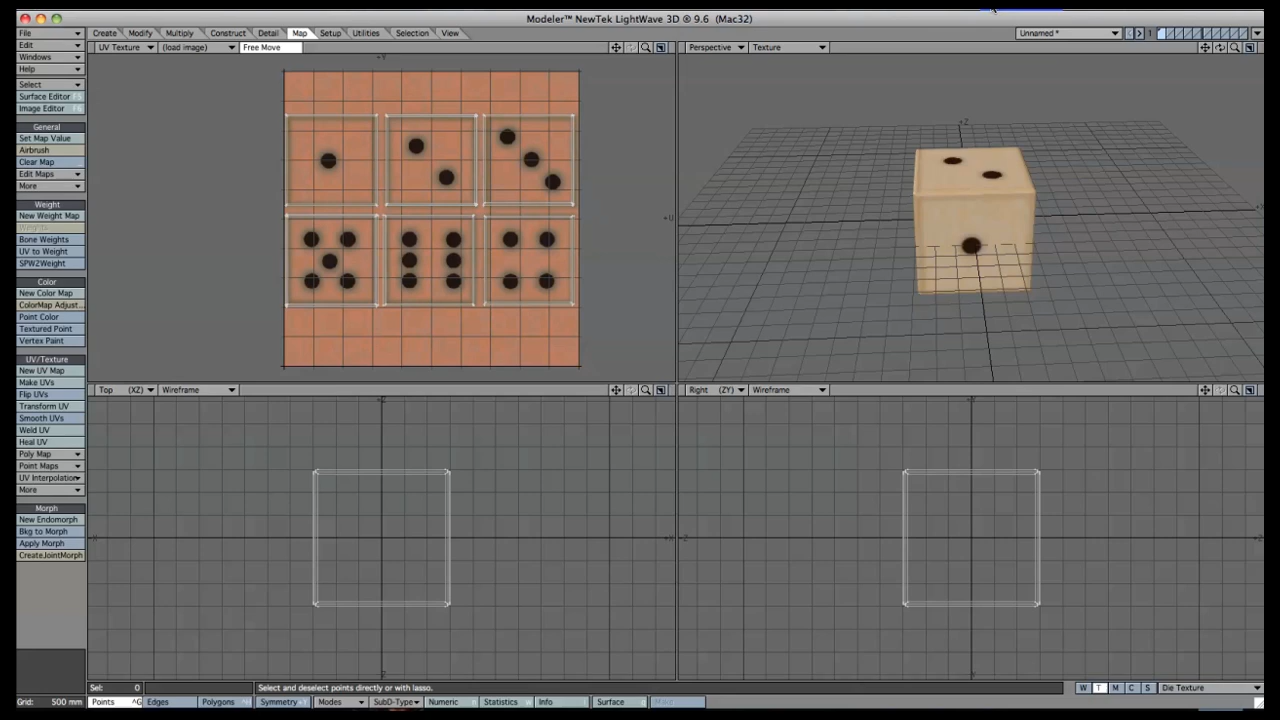 Modeler™ NewTek LightWave 3D ® 9.6 (Mac32)
File
Create Modify Multiply Construct Detail Map Setup Utilities Selection View
Unnamed *
1
Edit
UV Texture (load image) Free Move
Perspective Texture
Windows
Help
Select
Surface Editor F5
Image Editor F6
General
Set Map Value
Airbrush
Clear Map _
Edit Maps
More
Weight
New Weight Map
Weights
Bone Weights
UV to Weight
SPW2Weight
Color
New Color Map
ColorMap Adjust...
Point Color
Textured Point
Vertex Paint
UV/Texture
New UV Map
Make UVs
Flip UVs
Transform UV
Smooth UVs
Weld UV
Heal UV
Poly Map
Point Maps
UV Interpolation
More
Morph
New Endomorph
Bkg to Morph
Apply Morph
CreateJointMorph
+Y
+U
+Z
Top (XZ) Wireframe
Right (ZY) Wireframe
Sel: 0
Select and deselect points directly or with lasso.
W T M C S Die Texture
Grid: 500 mm
Points ^G Edges Polygons Symmetry Modes SubD-Type Numeric Statistics Info Surface